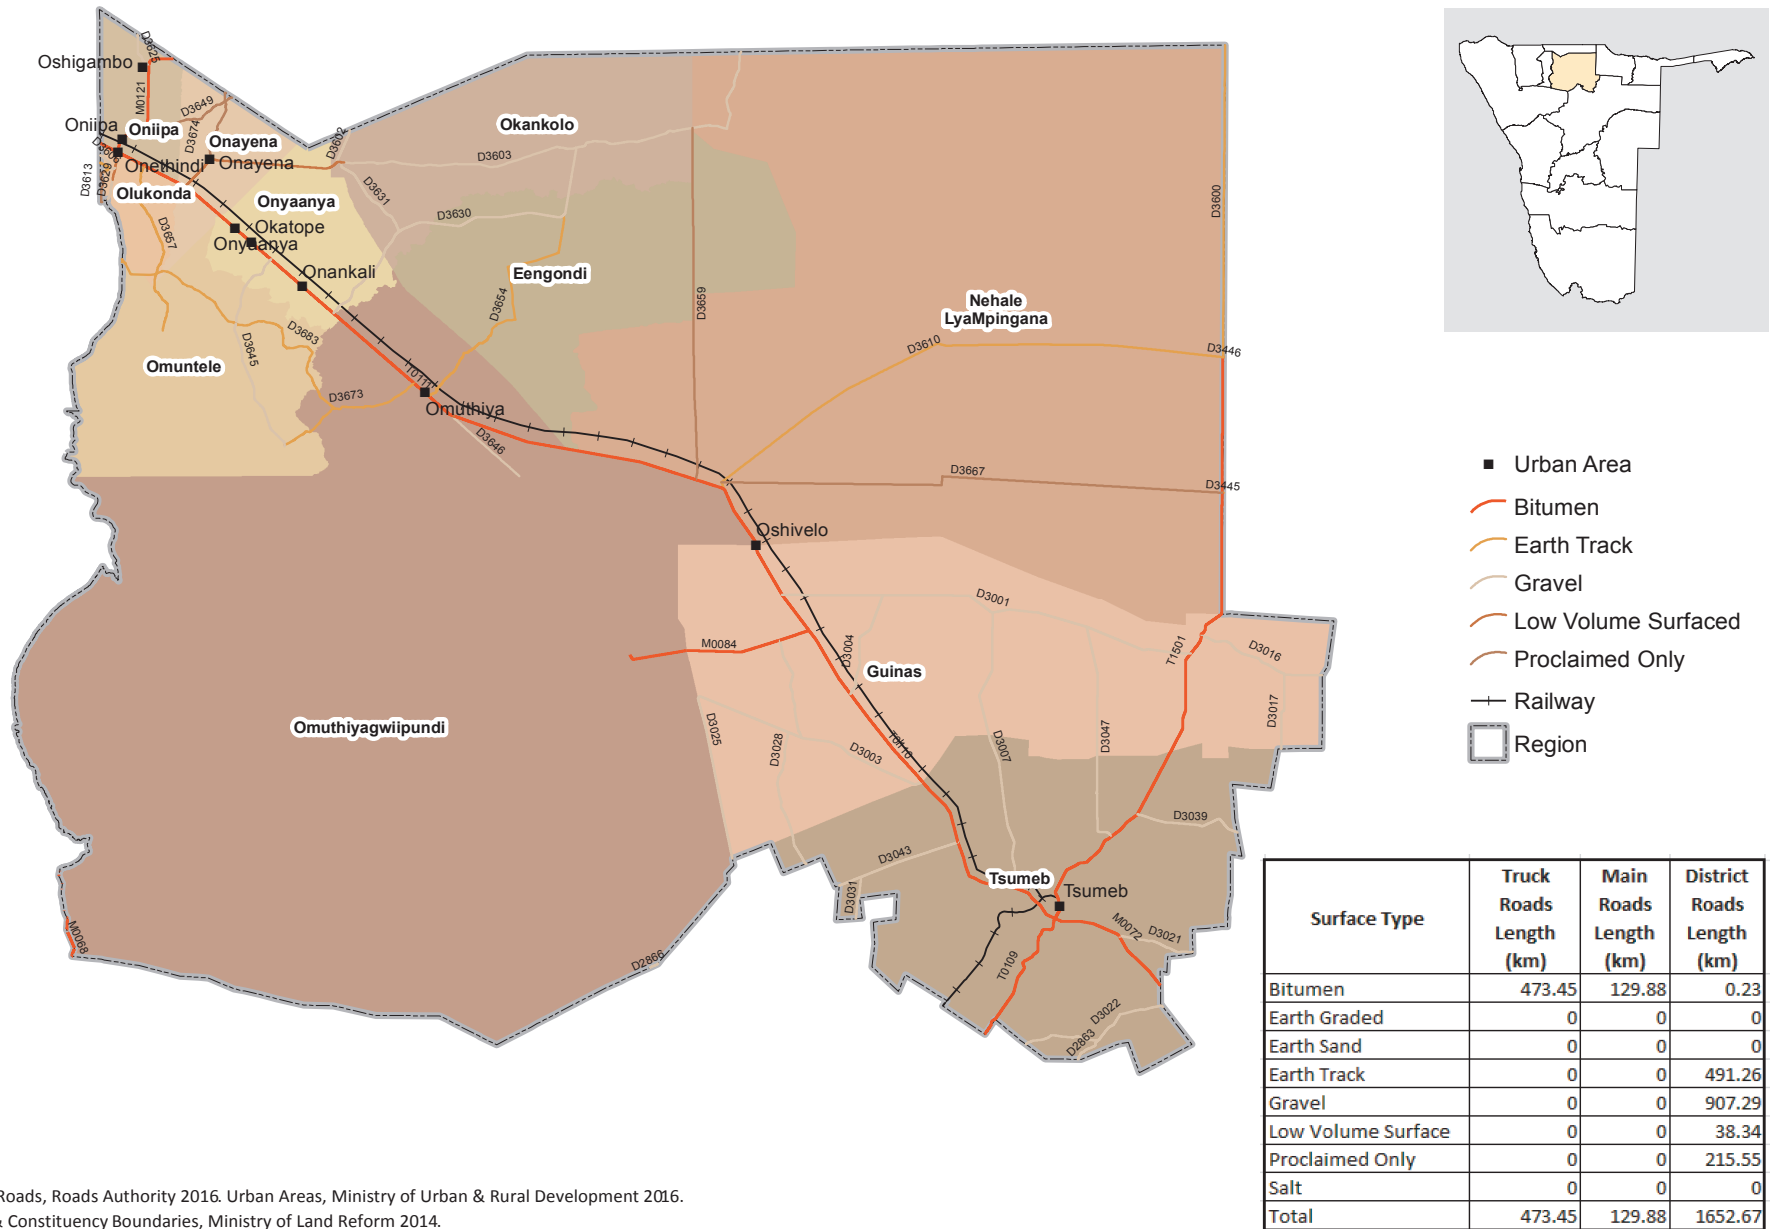 D3625
Oshigambo
M0121
D3649
Oniipa
Oniipa
D3674
Onayena
D3602
Okankolo
D3606
Onethindi
Onayena
D3603
D3613
D3629
Olukonda
D3631
Onyaanya
D3630
D3600
D3657
Okatope
Onyaanya
Onankali
Eengondi
D3654
D3659
Nehale
LyaMpingana
D3610
D3446
D3683
D3645
Omuntele
T0111
D3673
Omuthiya
D3646
D3667
D3445
Oshivelo
D3001
M0084
D3004
Guinas
T1501
D3016
D3017
Omuthiyagwiipundi
D3025
D3028
D3003
D3007
D3047
D3039
D3043
D3031
Tsumeb
Tsumeb
M0072
D3021
M0068
D2866
T0109
D3022
D2863
Urban Area
Bitumen
Earth Track
Gravel
Low Volume Surfaced
Proclaimed Only
Railway
Region
Surface Type | Truck Roads Length (km) | Main Roads Length (km) | District Roads Length (km)
Bitumen 473.45 129.88 0.23
Earth Graded 0 0 0
Earth Sand 0 0 0
Earth Track 0 0 491.26
Gravel 0 0 907.29
Low Volume Surface 0 0 38.34
Proclaimed Only 0 0 215.55
Salt 0 0 0
Total 473.45 129.88 1652.67
Roads, Roads Authority 2016. Urban Areas, Ministry of Urban & Rural Development 2016.
& Constituency Boundaries, Ministry of Land Reform 2014.